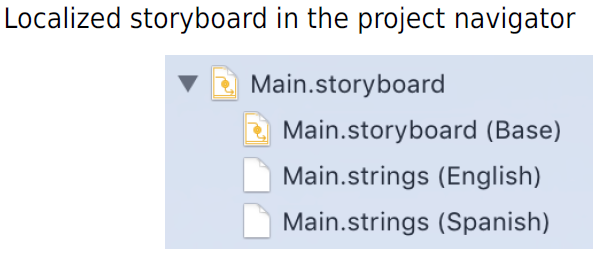 Localized storyboard in the project navigator
Main.storyboard
Main.storyboard (Base)
Main.strings (English)
Main.strings (Spanish)